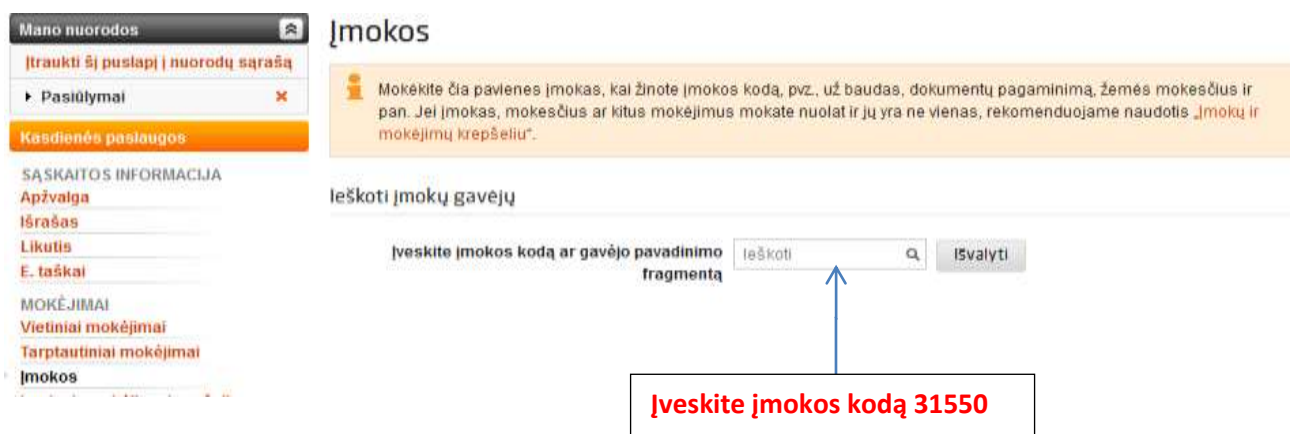 Mano nuorodos
Įtraukti šį puslapį į nuorodų sąrašą
Pasiūlymai
Kasdienės paslaugos
SĄSKAITOS INFORMACIJA
Apžvalga
Išrašas
Likutis
E. taškai
MOKĖJIMAI
Vietiniai mokėjimai
Tarptautiniai mokėjimai
Įmokos
Įmokos
Mokėkite čia pavienes įmokas, kai žinote įmokos kodą, pvz., už baudas, dokumentų pagaminimą, žemės mokesčius ir
pan. Jei įmokas, mokesčius ar kitus mokėjimus mokate nuolat ir jų yra ne vienas, rekomenduojame naudotis „Įmokų ir
mokėjimų krepšeliu“.
Ieškoti įmokų gavėjų
Įveskite įmokos kodą ar gavėjo pavadinimo
fragmentą
Ieškoti
Išvalyti
Įveskite įmokos kodą 31550